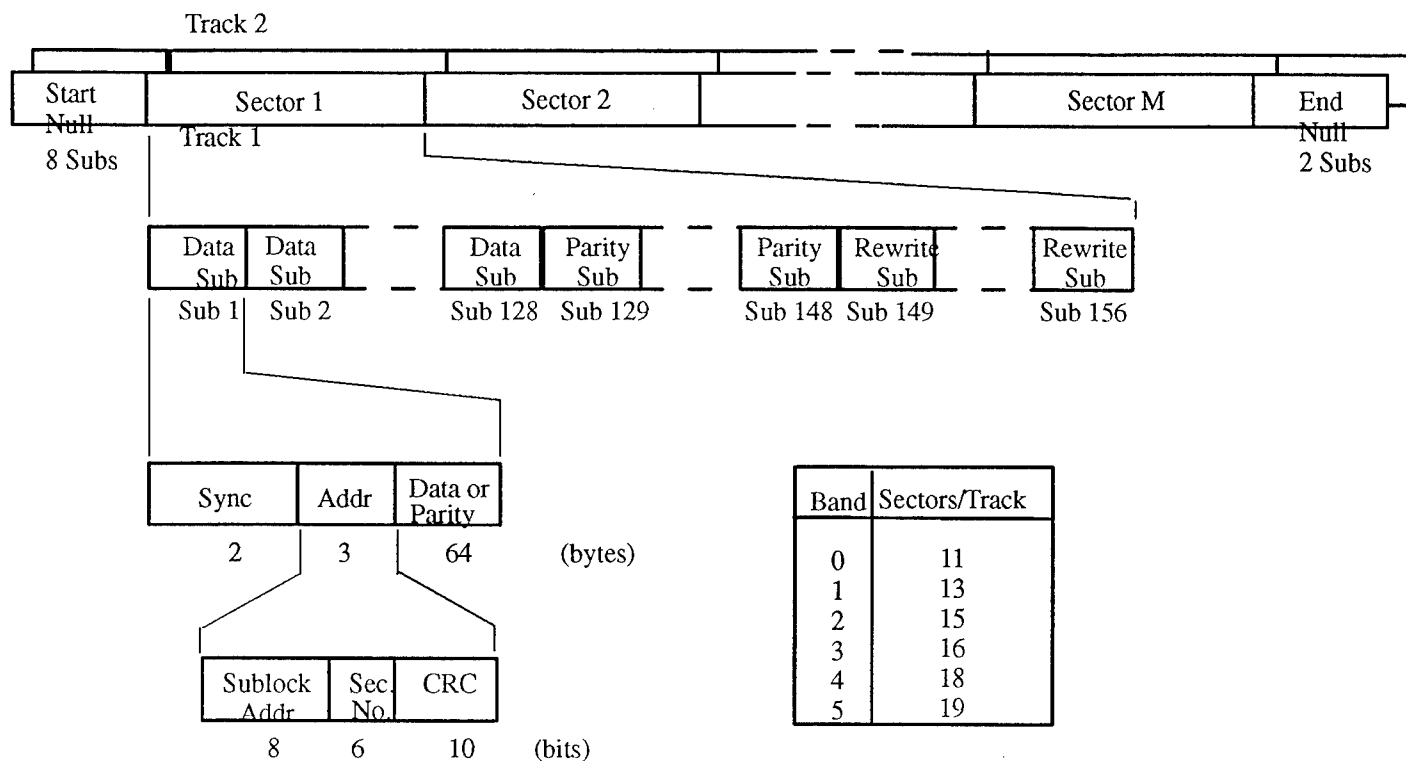 Track 2
Start
Null
Sector 1
Sector 2
Sector M
End
Null
Track 1
8 Subs
2 Subs
Data
Sub
Data
Sub
Data
Sub
Parity
Sub
Parity
Sub
Rewrite
Sub
Rewrite
Sub
Sub 1
Sub 2
Sub 128
Sub 129
Sub 148
Sub 149
Sub 156
Sync
Addr
Data or
Parity
2
3
64
(bytes)
Sublock
Addr
Sec.
No.
CRC
8
6
10
(bits)
Band Sectors/Track
0 11
1 13
2 15
3 16
4 18
5 19